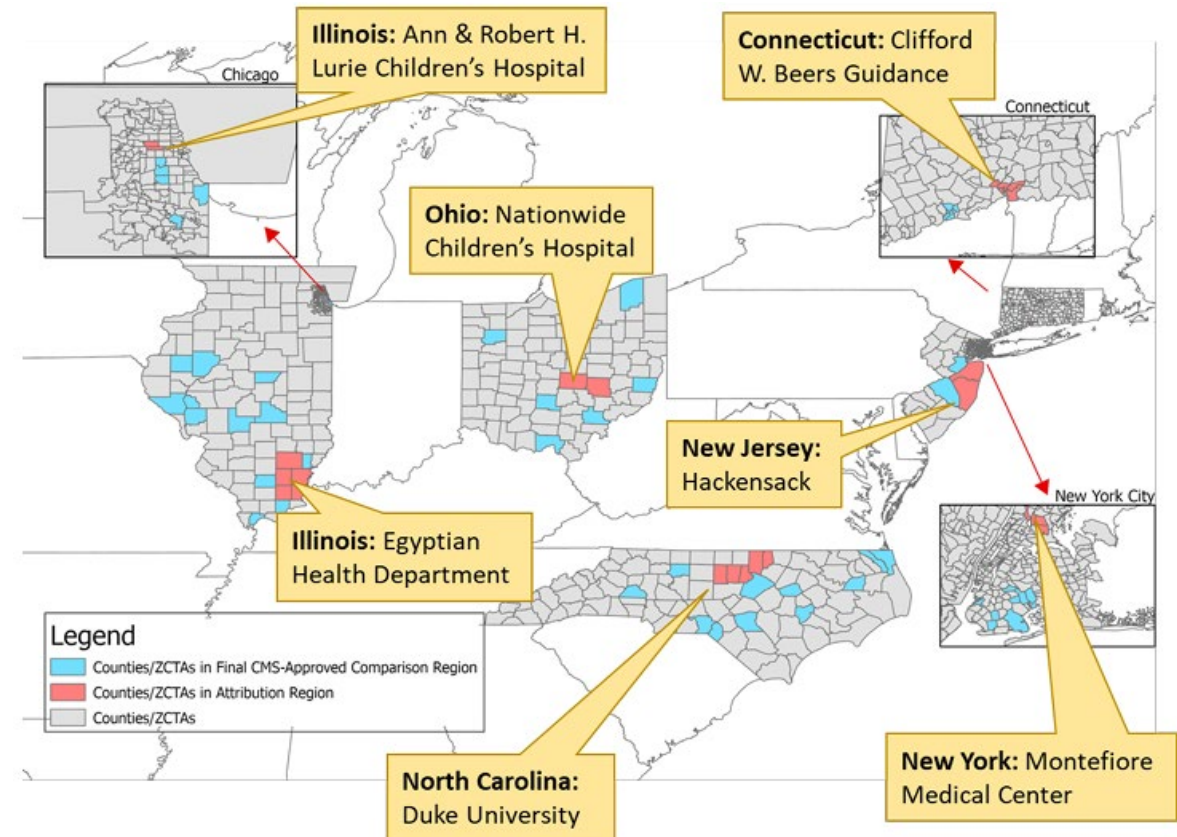 Illinois: Ann & Robert H.
Lurie Children’s Hospital
Chicago
Connecticut: Clifford
W. Beers Guidance
Connecticut
Ohio: Nationwide
Children’s Hospital
New Jersey:
Hackensack
New York City
Illinois: Egyptian
Health Department
Legend
Counties/ZCTAs in Final CMS-Approved Comparison Region
Counties/ZCTAs in Attribution Region
Counties/ZCTAs
North Carolina:
Duke University
New York: Montefiore
Medical Center